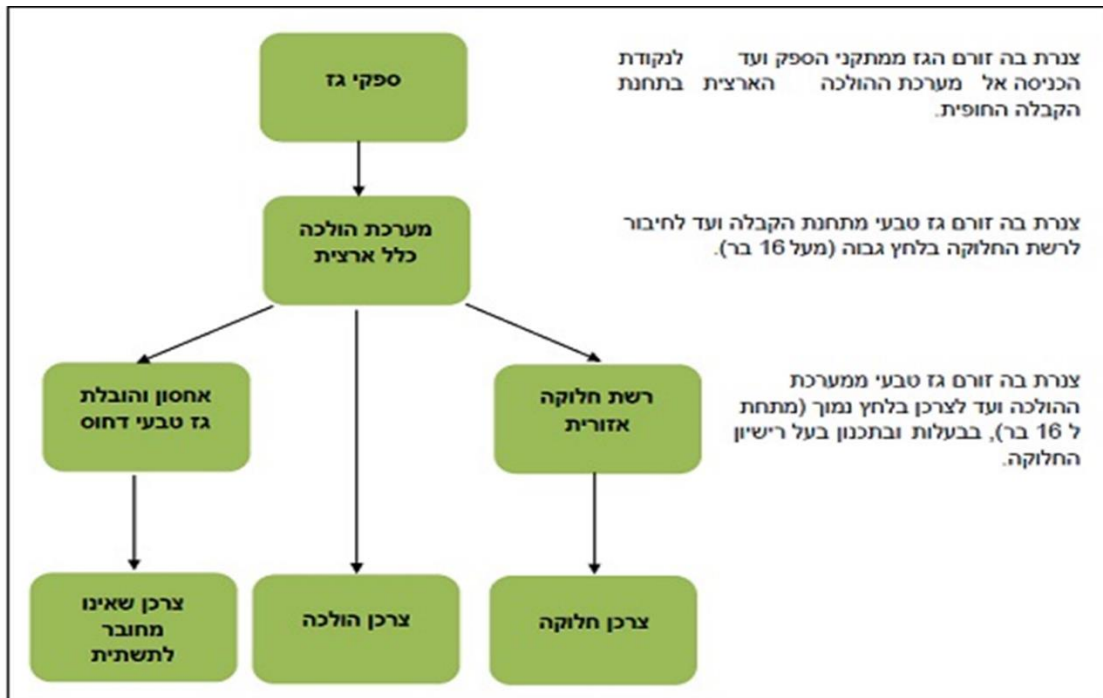 ספקי גז
צנרת בה זורם הגז ממתקני הספק ועד לנקודת
הכניסה אל מערכת ההולכה הארצית בתחנת
הקבלה החופית.
מערכת הולכה
כלל ארצית
צנרת בה זורם גז טבעי מתחנת הקבלה ועד לחיבור
לרשת החלוקה בלחץ גבוה (מעל 16 בר).
רשת חלוקה
אזורית
אחסון והובלת
גז טבעי דחוס
צנרת בה זורם גז טבעי ממערכת
ההולכה ועד לצרכן בלחץ נמוך (מתחת
ל 16 בר), בבעלות ובתכנון בעל רישיון
החלוקה.
צרכן חלוקה
צרכן הולכה
צרכן שאינו
מחובר
לתשתית